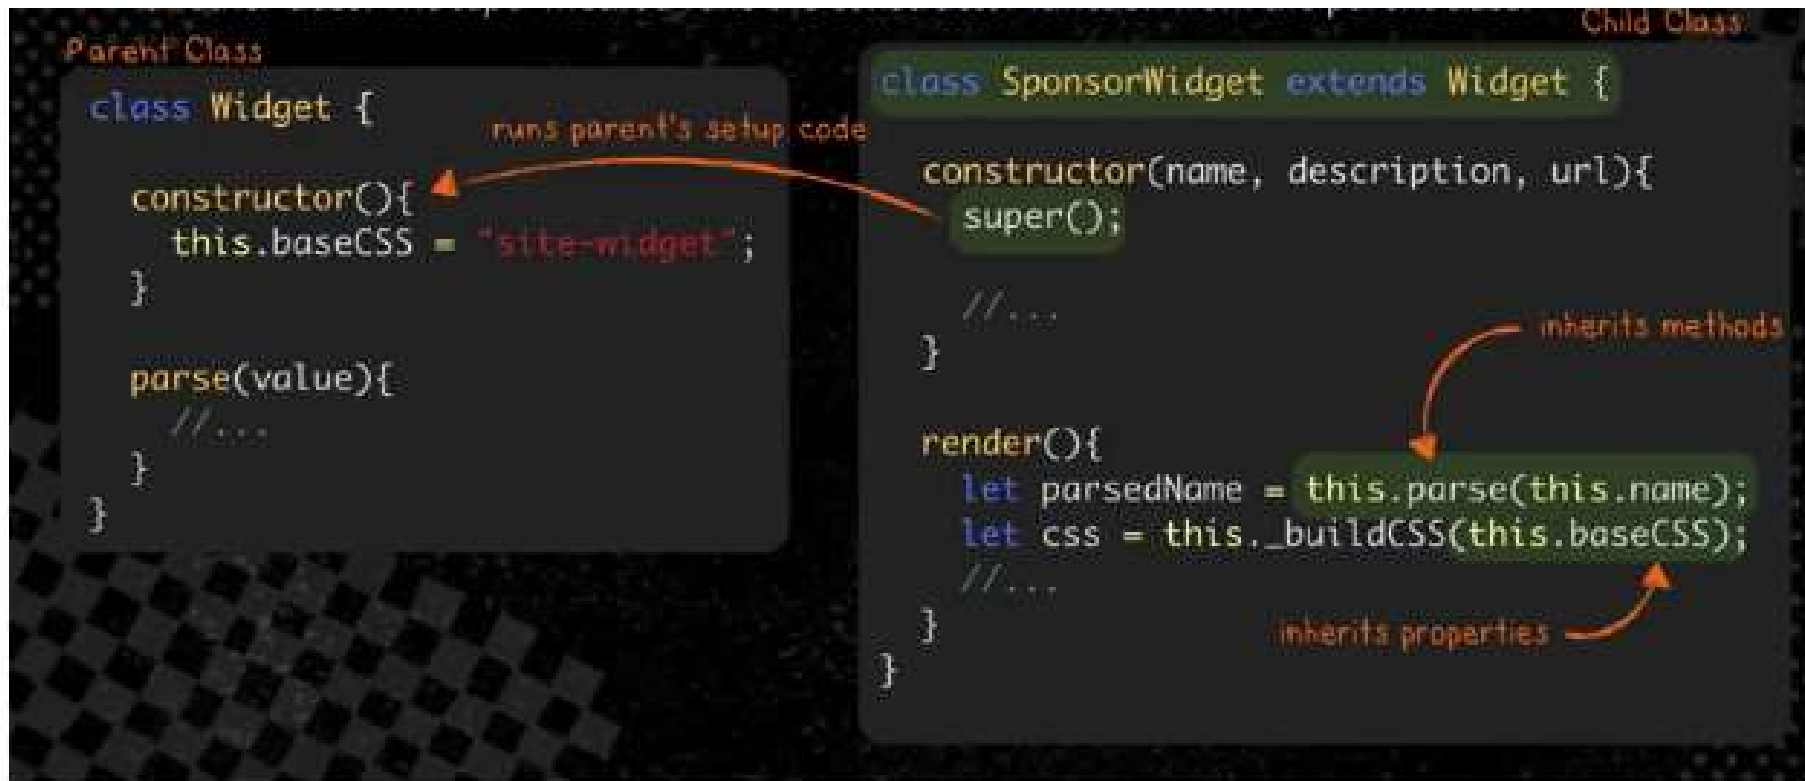 Parent Class
class Widget {
constructor(){
this.baseCSS = "site-widget";
}
parse(value){
//...
}
}
runs parent's setup code
Child Class
class SponsorWidget extends Widget {
constructor(name, description, url){
super();
//...
}
inherits methods
render(){
let parsedName = this.parse(this.name);
let css = this._buildCSS(this.baseCSS);
//...
}
inherits properties
}